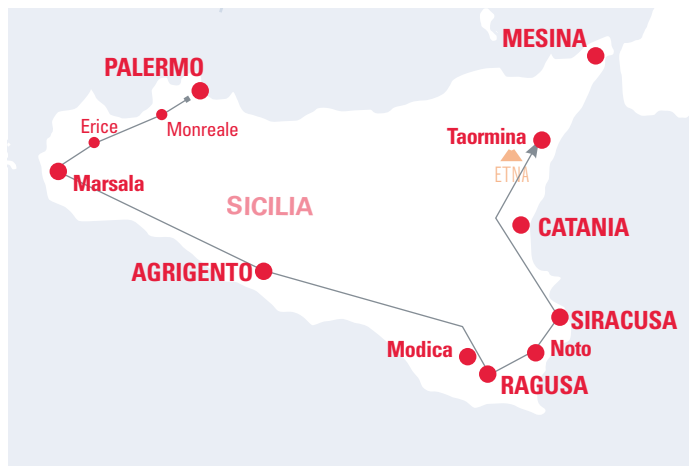 MESINA
PALERMO
Erice
Monreale
Taormina
ETNA
Marsala
SICILIA
CATANIA
AGRIGENTO
SIRACUSA
Modica
Noto
RAGUSA